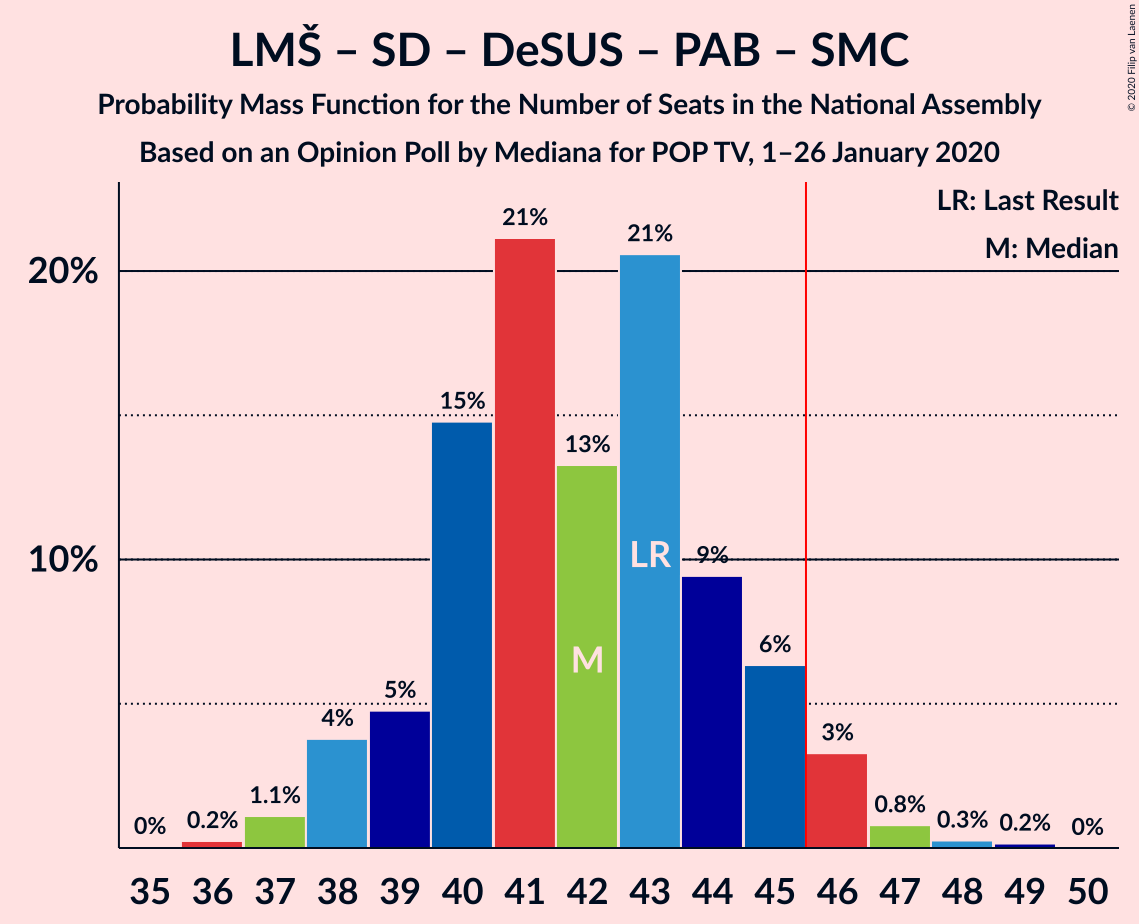 LMŠ – SD – DeSUS – PAB – SMC
Probability Mass Function for the Number of Seats in the National Assembly
Based on an Opinion Poll by Mediana for POP TV, 1–26 January 2020
© 2020 Filip van Laenen
LR: Last Result
M: Median
20%
10%
0%
0.2%
1.1%
4%
5%
15%
21%
13%
21%
9%
6%
3%
0.8%
0.3%
0.2%
0%
LR
M
35 36 37 38 39 40 41 42 43 44 45 46 47 48 49 50